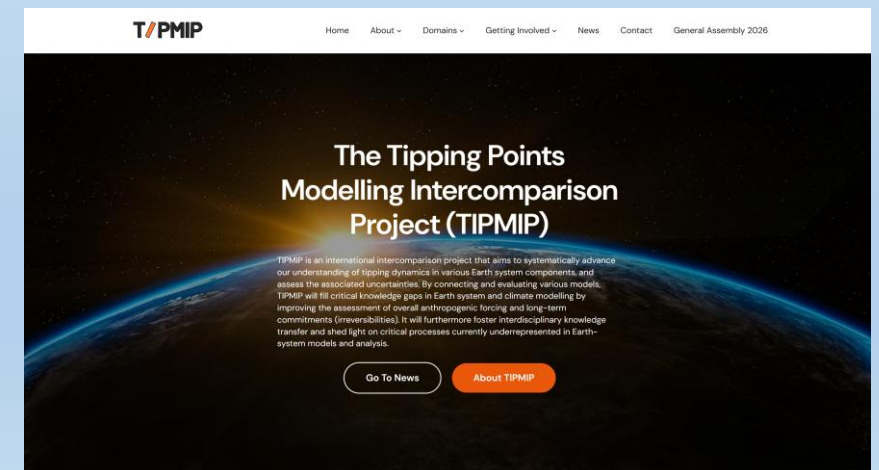 T/PMIP
Home About Domains Getting Involved News Contact General Assembly 2026
The Tipping Points
Modelling Intercomparison
Project (TIPMIP)
TIPMIP is an international intercomparison project that aims to systematically advance
our understanding of tipping dynamics in various Earth system components, and
assess the associated uncertainties. By connecting and evaluating various models,
TIPMIP will fill critical knowledge gaps in Earth system and climate modelling by
improving the assessment of overall anthropogenic forcing and long-term
commitments (irreversibilities). It will furthermore foster interdisciplinary knowledge
transfer and shed light on critical processes currently underrepresented in Earth-
system models and analysis.
Go To News About TIPMIP